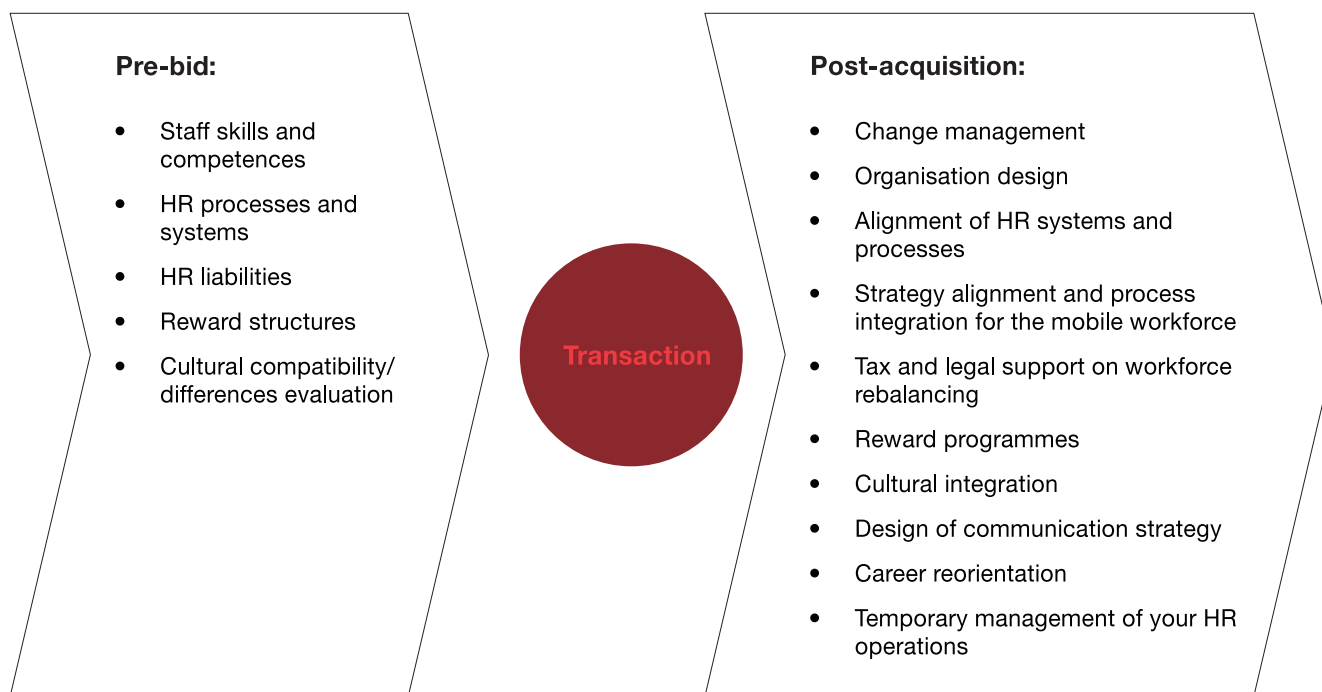 Pre-bid:
• Staff skills and
competences
• HR processes and
systems
• HR liabilities
• Reward structures
• Cultural compatibility/
differences evaluation
Transaction
Post-acquisition:
• Change management
• Organisation design
• Alignment of HR systems and
processes
• Strategy alignment and process
integration for the mobile workforce
• Tax and legal support on workforce
rebalancing
• Reward programmes
• Cultural integration
• Design of communication strategy
• Career reorientation
• Temporary management of your HR
operations